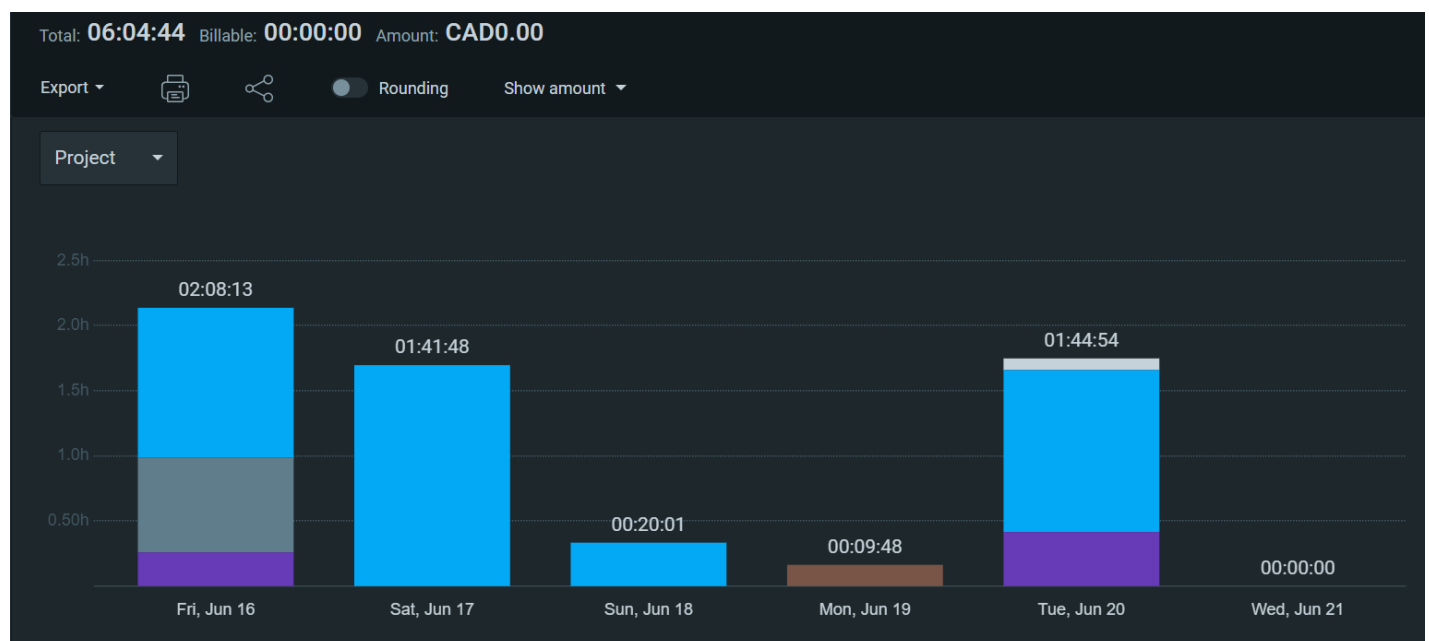 Total: 06:04:44 Billable: 00:00:00 Amount: CAD0.00
Export Rounding Show amount
Project
2.5h
02:08:13
2.0h
01:41:48
01:44:54
1.5h
1.0h
0.50h
00:20:01
00:09:48
00:00:00
Fri, Jun 16 Sat, Jun 17 Sun, Jun 18 Mon, Jun 19 Tue, Jun 20 Wed, Jun 21